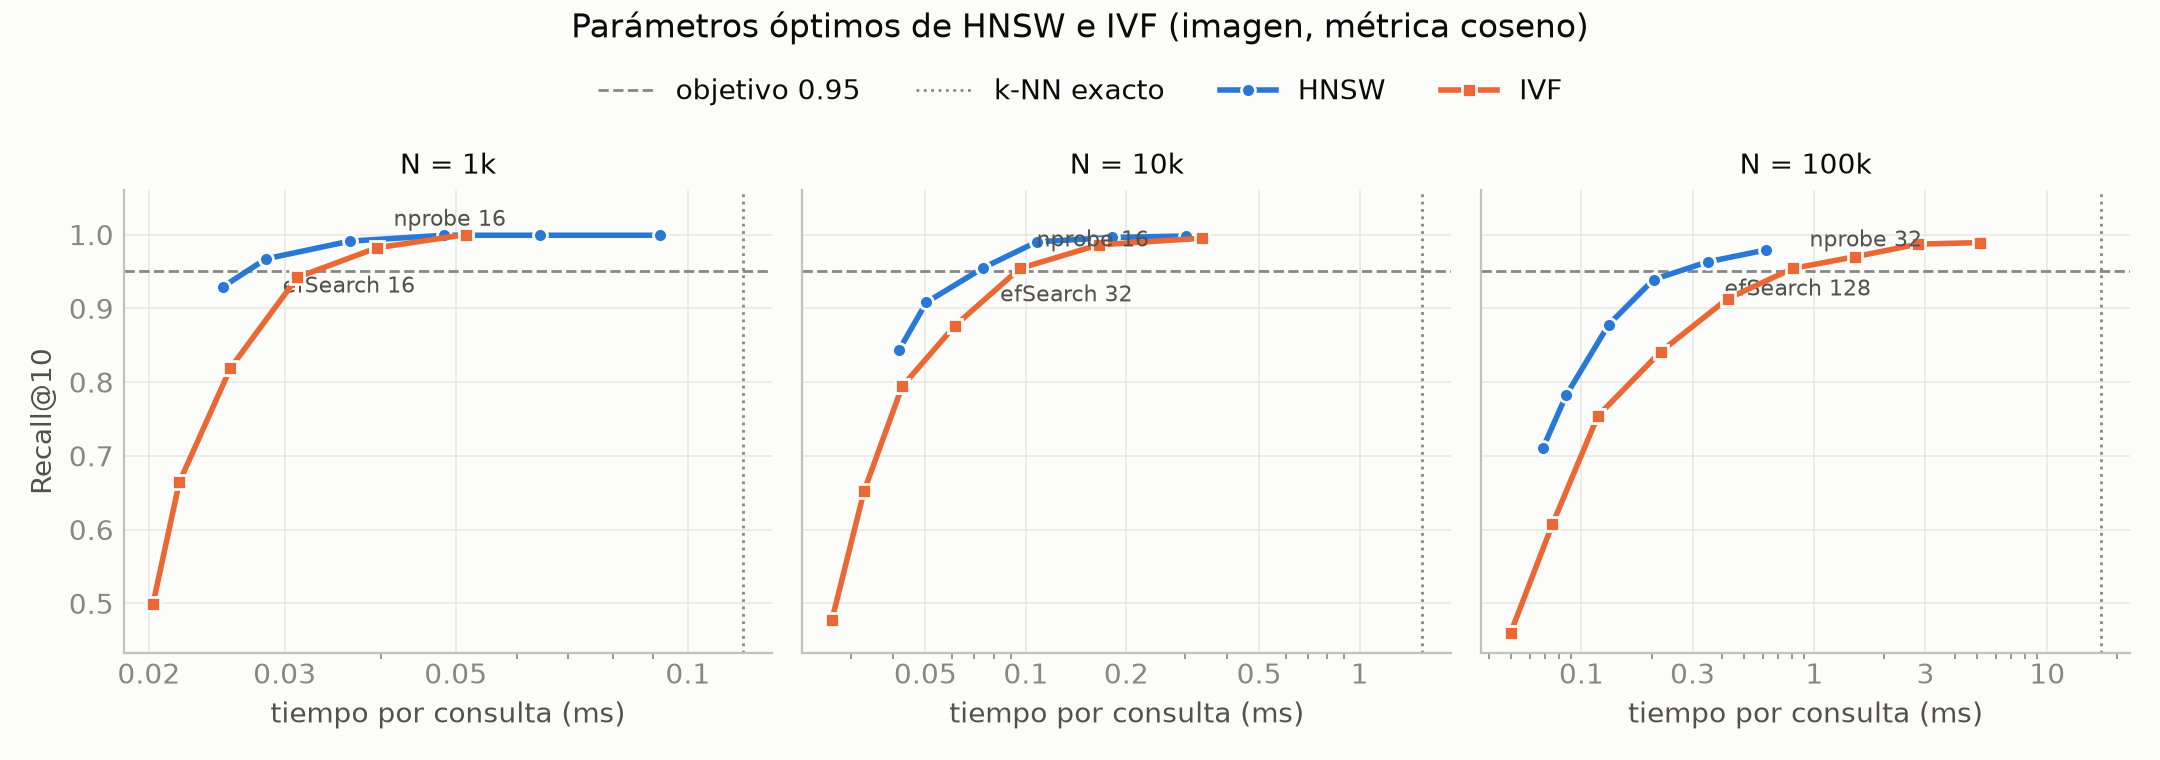 Parámetros óptimos de HNSW e IVF (imagen, métrica coseno)
objetivo 0.95 k-NN exacto HNSW IVF
N = 1k
Recall@10
1.0
0.9
0.8
0.7
0.6
0.5
nprobe 16
efSearch 16
0.02 0.03 0.05 0.1
tiempo por consulta (ms)
N = 10k
nprobe 16
efSearch 32
0.05 0.1 0.2 0.5 1
tiempo por consulta (ms)
N = 100k
nprobe 32
efSearch 128
0.1 0.3 1 3 10
tiempo por consulta (ms)